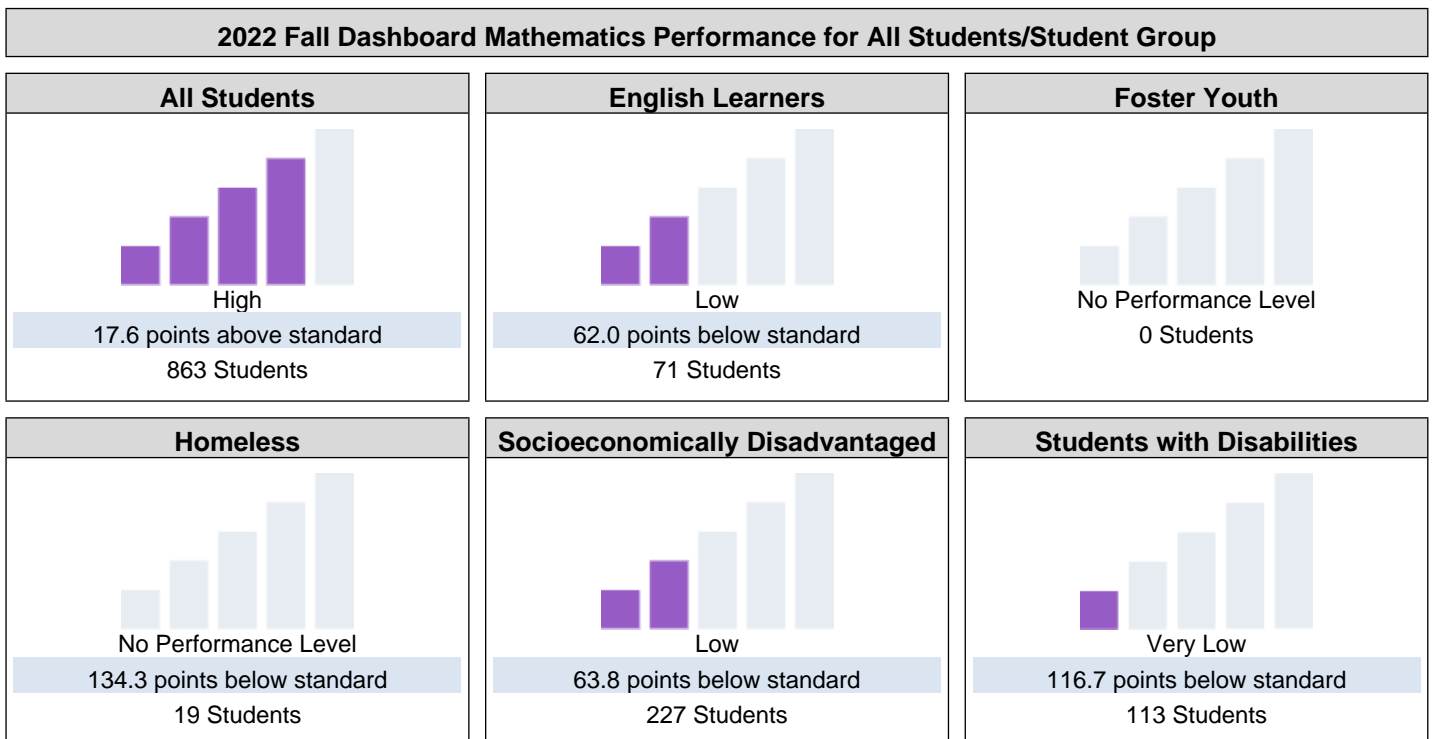 2022 Fall Dashboard Mathematics Performance for All Students/Student Group
All Students
High
17.6 points above standard
863 Students
English Learners
Low
62.0 points below standard
71 Students
Foster Youth
No Performance Level
0 Students
Homeless
No Performance Level
134.3 points below standard
19 Students
Socioeconomically Disadvantaged
Low
63.8 points below standard
227 Students
Students with Disabilities
Very Low
116.7 points below standard
113 Students